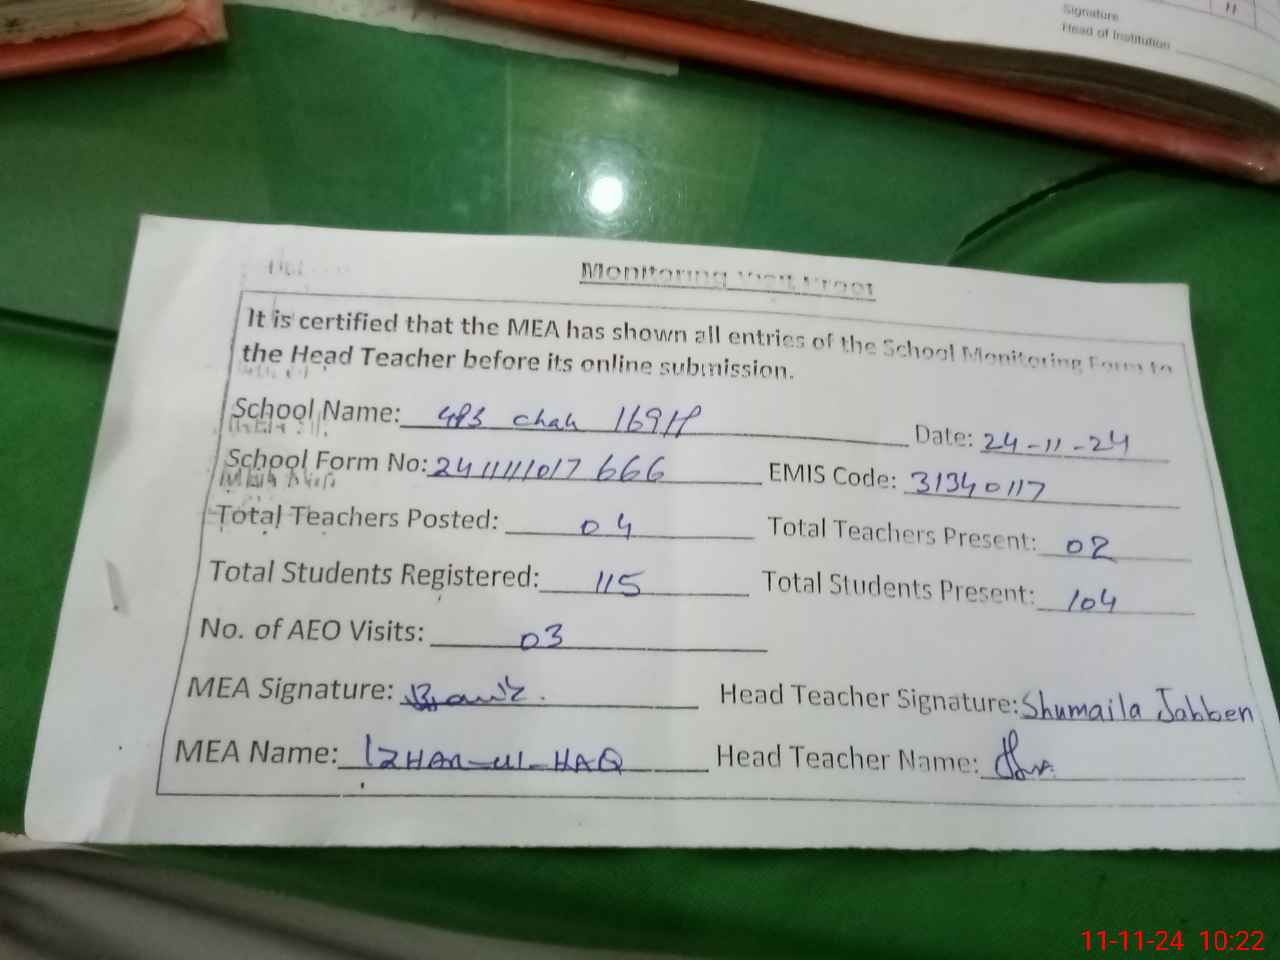 Signature
Head of Institution
11
Monitoring Visit Proof
It is certified that the MEA has shown all entries of the School Monitoring Form to
the Head Teacher before its online submission.
School Name: GPS chak 169 P Date: 24-11-24
School Form No: 2411111017666 EMIS Code: 31340117
Total Teachers Posted: 04 Total Teachers Present: 02
Total Students Registered: 115 Total Students Present: 104
No. of AEO Visits: 03
MEA Signature: Head Teacher Signature: Shumaila Jabben
MEA Name: IZHAR-ul-HAQ Head Teacher Name:
11-11-24 10:22